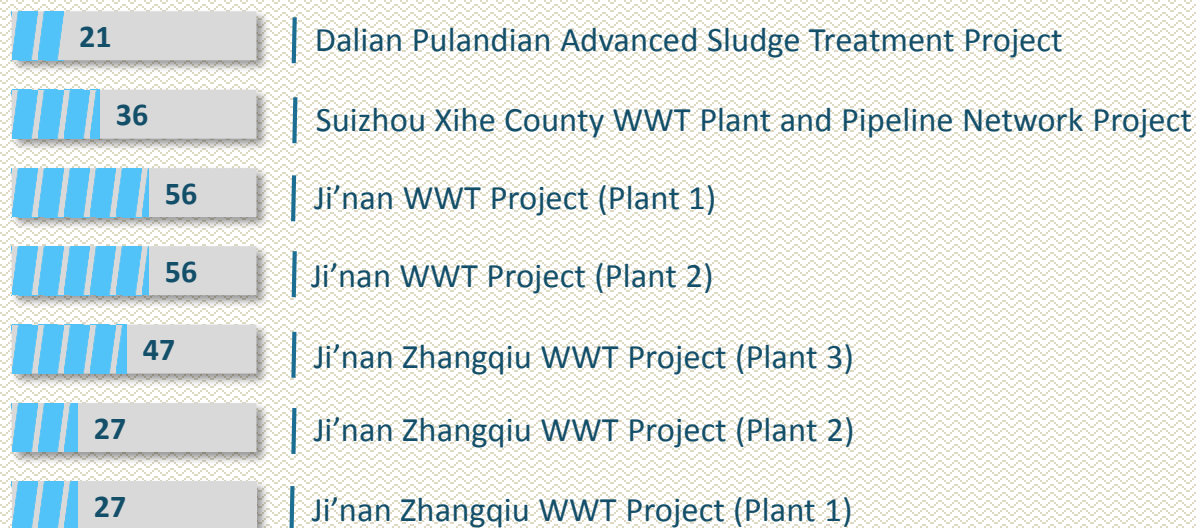 21 Dalian Pulandian Advanced Sludge Treatment Project
36 Suizhou Xihe County WWT Plant and Pipeline Network Project
56 Ji’nan WWT Project (Plant 1)
56 Ji’nan WWT Project (Plant 2)
47 Ji’nan Zhangqiu WWT Project (Plant 3)
27 Ji’nan Zhangqiu WWT Project (Plant 2)
27 Ji’nan Zhangqiu WWT Project (Plant 1)